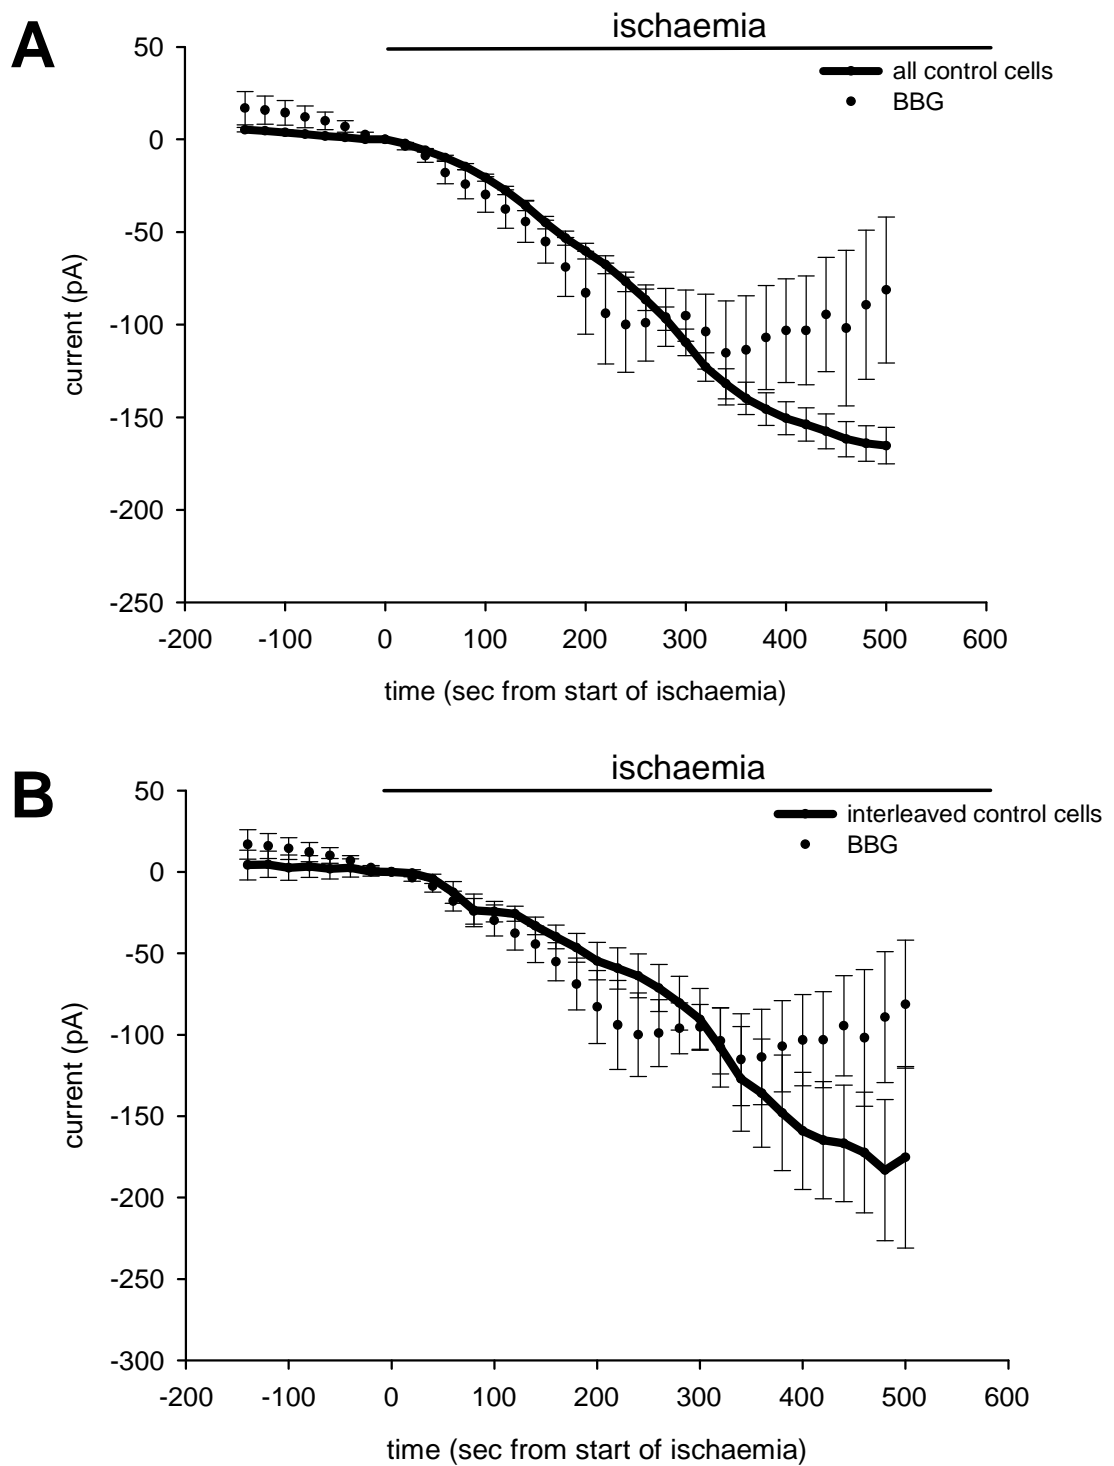 A
ischaemia
50
all control cells
BBG
0
-50
-100
-150
-200
-250
current (pA)
-200 -100 0 100 200 300 400 500 600
time (sec from start of ischaemia)
B
ischaemia
50
interleaved control cells
BBG
0
-50
-100
-150
-200
-250
-300
current (pA)
-200 -100 0 100 200 300 400 500 600
time (sec from start of ischaemia)